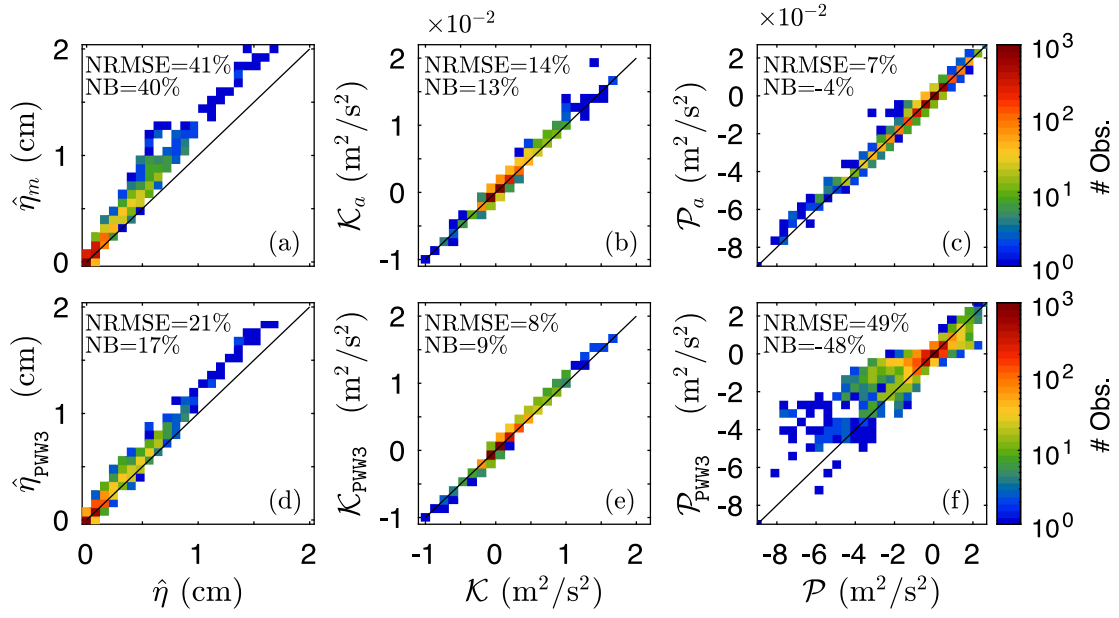 ×10⁻² ×10⁻²
2 1 0
η̂ₘ (cm)
NRMSE=41%
NB=40%
(a)
2 1 0 -1
𝒦ₐ (m²/s²)
NRMSE=14%
NB=13%
(b)
2 0 -2 -4 -6 -8
𝒫ₐ (m²/s²)
NRMSE=7%
NB=-4%
(c)
10³ 10² 10¹ 10⁰
# Obs.
2 1 0
η̂_PWW3 (cm)
NRMSE=21%
NB=17%
(d)
0 1 2
η̂ (cm)
2 1 0 -1
𝒦_PWW3 (m²/s²)
NRMSE=8%
NB=9%
(e)
-1 0 1 2
𝒦 (m²/s²)
2 0 -2 -4 -6 -8
𝒫_PWW3 (m²/s²)
NRMSE=49%
NB=-48%
(f)
-8 -6 -4 -2 0 2
𝒫 (m²/s²)
10³ 10² 10¹ 10⁰
# Obs.